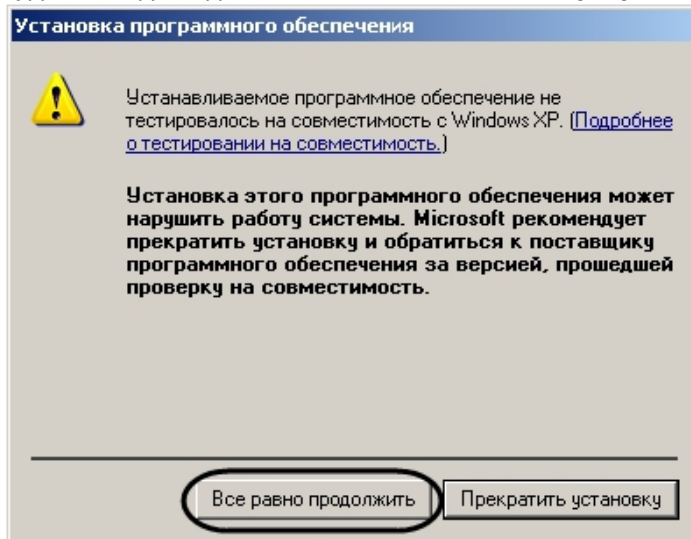 Установка программного обеспечения
Устанавливаемое программное обеспечение не
тестировалось на совместимость с Windows XP. (Подробнее
о тестировании на совместимость.)
Установка этого программного обеспечения может
нарушить работу системы. Microsoft рекомендует
прекратить установку и обратиться к поставщику
программного обеспечения за версией, прошедшей
проверку на совместимость.
Все равно продолжить
Прекратить установку